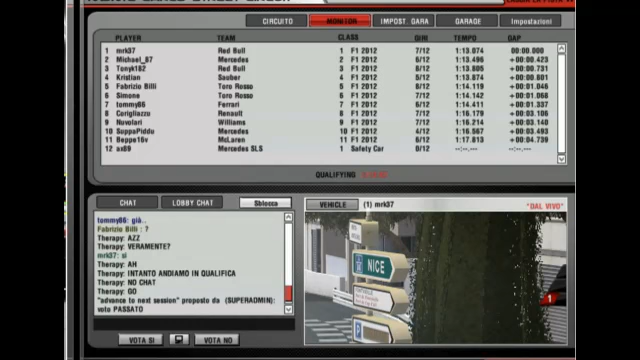 CIRCUITO MONITOR IMPOST. GARA GARAGE Impostazioni
PLAYER TEAM CLASS GIRI TEMPO GAP
1 mrk37 Red Bull 1 F1 2012 7/12 1:13.074 00:00.000
2 Michael_87 Mercedes 2 F1 2012 6/12 1:13.496 +00:00.423
3 Tonyk182 Red Bull 3 F1 2012 6/12 1:13.805 +00:00.731
4 Kristian Sauber 4 F1 2012 5/12 1:13.874 +00:00.801
5 Fabrizio Billi Toro Rosso 5 F1 2012 6/12 1:14.119 +00:01.046
6 Simone Toro Rosso 6 F1 2012 6/12 1:14.142 +00:01.068
7 tommy86 Ferrari 7 F1 2012 7/12 1:14.411 +00:01.337
8 Corigliazzu Renault 8 F1 2012 7/12 1:16.179 +00:03.106
9 Nuvolari Williams 9 F1 2012 7/12 1:16.214 +00:03.140
10 SuppaPiddu Mercedes 10 F1 2012 4/12 1:16.567 +00:03.493
11 Beppe16v McLaren 11 F1 2012 6/12 1:17.813 +00:04.739
12 ax89 Mercedes SLS 1 Safety Car 0/12 --:--.-- --:--.--
QUALIFYING
CHAT LOBBY CHAT Sblocca
tommy86: già..
Fabrizio Billi : ?
Therapy: AZZ
Therapy: VERAMENTE?
mrk37: si
Therapy: AH
Therapy: INTANTO ANDIAMO IN QUALIFICA
Therapy: NO CHAT
Therapy: GO
"advance to next session" proposto da (SUPERADMIN):
voto PASSATO
VOTA SI VOTA NO
VEHICLE (1) mrk37
"DAL VIVO"
NICE
P
1